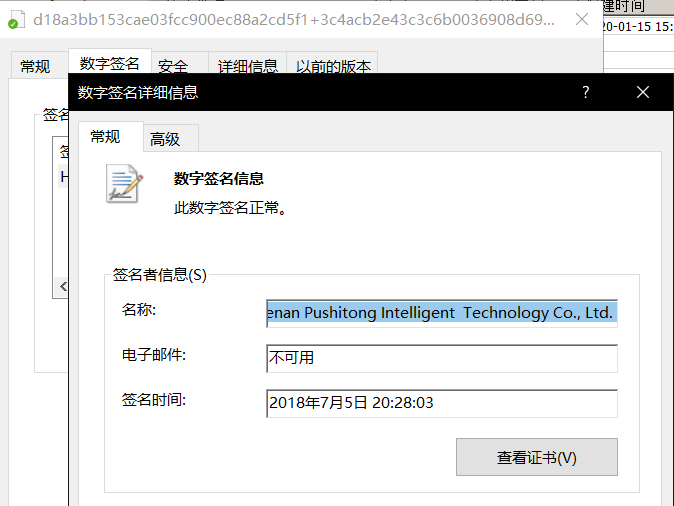 d18a3bb153cae03fcc900ec88a2cd5f1+3c4acb2e43c3c6b0036908d69...
建时间
20-01-15 15:
常规 数字签名 安全 详细信息 以前的版本
签名
签
H
数字签名详细信息
常规 高级
数字签名信息
此数字签名正常。
签名者信息(S)
名称: enan Pushitong Intelligent Technology Co., Ltd.
电子邮件: 不可用
签名时间: 2018年7月5日 20:28:03
查看证书(V)